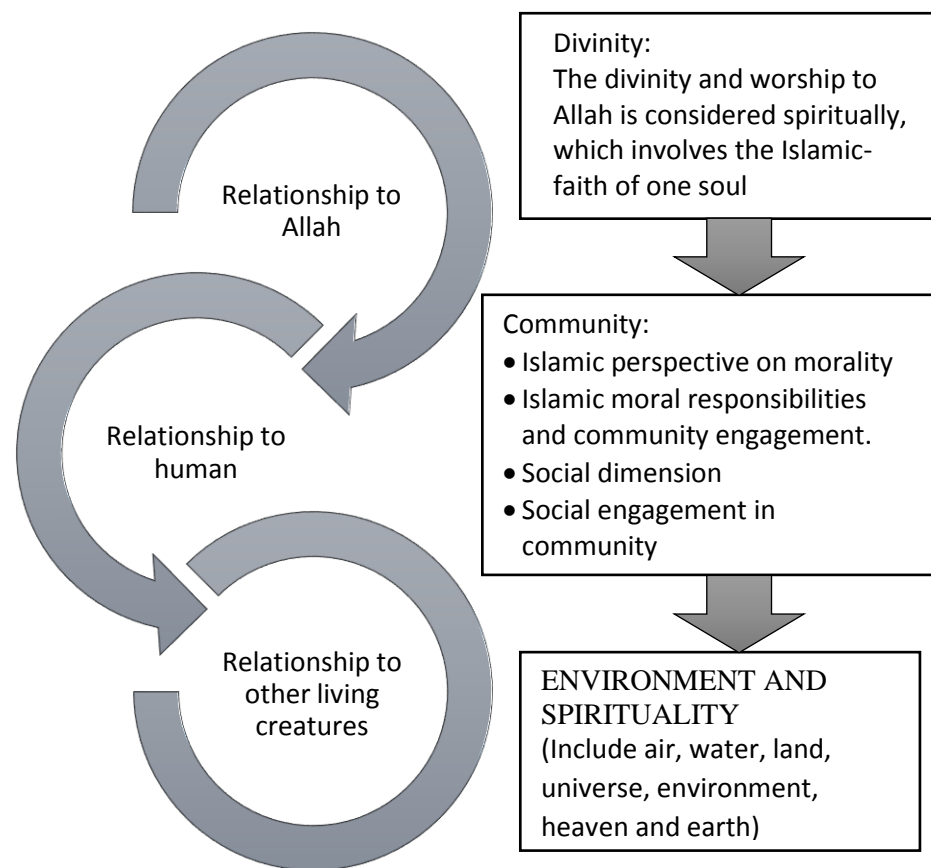 Divinity:
The divinity and worship to
Allah is considered spiritually,
which involves the Islamic-
faith of one soul
Relationship to
Allah
Community:
• Islamic perspective on morality
• Islamic moral responsibilities
and community engagement.
• Social dimension
• Social engagement in
community
Relationship to
human
Relationship to
other living
creatures
ENVIRONMENT AND
SPIRITUALITY
(Include air, water, land,
universe, environment,
heaven and earth)